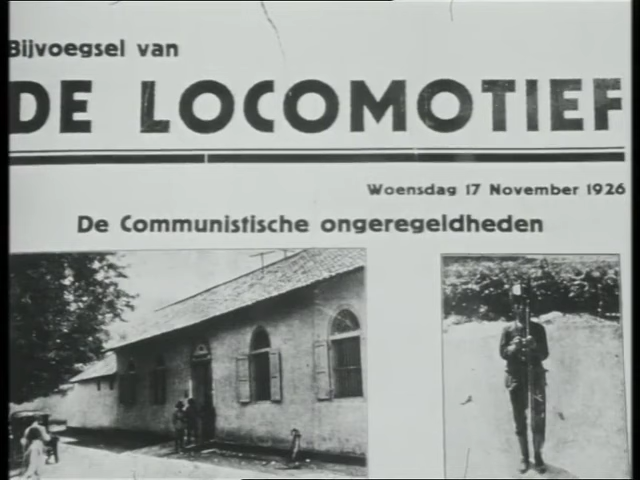 Bijvoegsel van
DE LOCOMOTIEF
Woensdag 17 November 1926
De Communistische ongeregeldheden